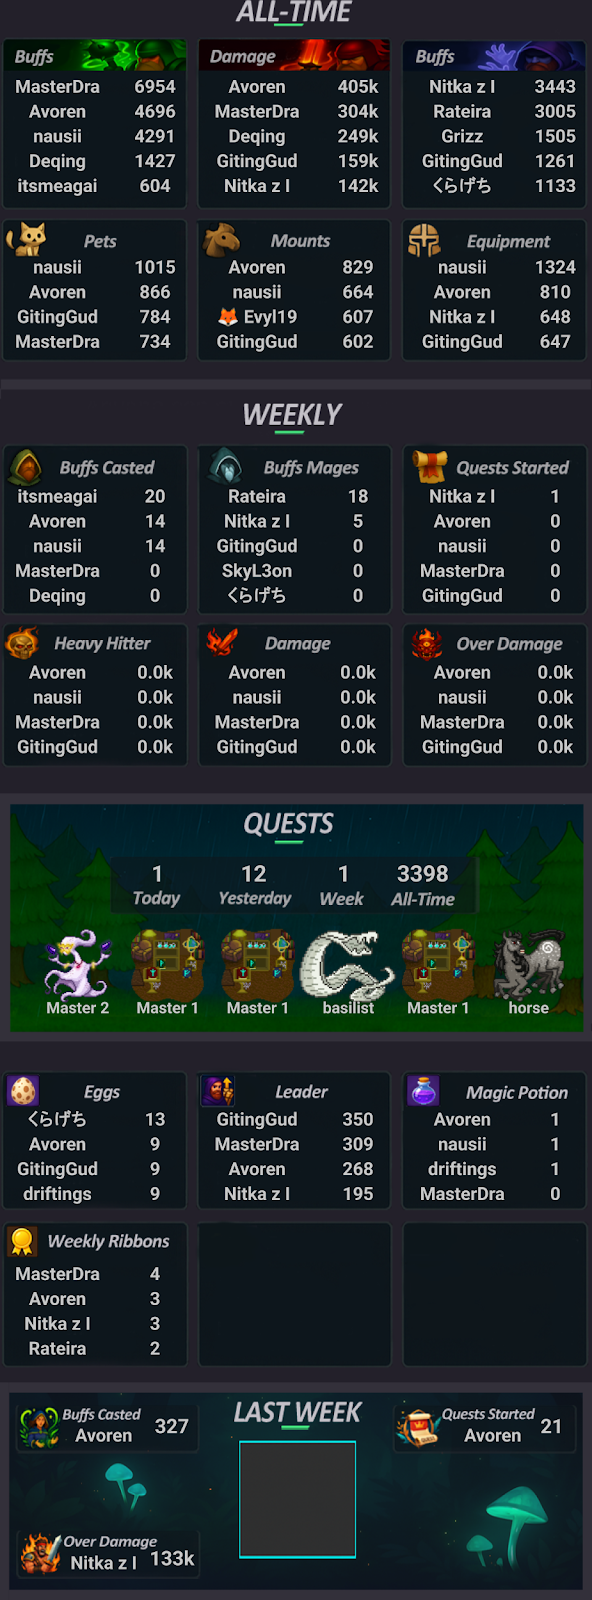 ALL-TIME
Buffs
MasterDra 6954
Avoren 4696
nausii 4291
Deqing 1427
itsmeagai 604
Damage
Avoren 405k
MasterDra 304k
Deqing 249k
GitingGud 159k
Nitka z l 142k
Buffs
Nitka z l 3443
Rateira 3005
Grizz 1505
GitingGud 1261
くらげち 1133
Pets
nausii 1015
Avoren 866
GitingGud 784
MasterDra 734
Mounts
Avoren 829
nausii 664
🦊 Evyl19 607
GitingGud 602
Equipment
nausii 1324
Avoren 810
Nitka z l 648
GitingGud 647
WEEKLY
Buffs Casted
itsmeagai 20
Avoren 14
nausii 14
MasterDra 0
Deqing 0
Buffs Mages
Rateira 18
Nitka z l 5
GitingGud 0
SkyL3on 0
くらげち 0
Quests Started
Nitka z l 1
Avoren 0
nausii 0
MasterDra 0
GitingGud 0
Heavy Hitter
Avoren 0.0k
nausii 0.0k
MasterDra 0.0k
GitingGud 0.0k
Damage
Avoren 0.0k
nausii 0.0k
MasterDra 0.0k
GitingGud 0.0k
Over Damage
Avoren 0.0k
nausii 0.0k
MasterDra 0.0k
GitingGud 0.0k
QUESTS
1 12 1 3398
Today Yesterday Week All-Time
Master 2 Master 1 Master 1 basilist Master 1 horse
Eggs
くらげち 13
Avoren 9
GitingGud 9
driftings 9
Leader
GitingGud 350
MasterDra 309
Avoren 268
Nitka z l 195
Magic Potion
Avoren 1
nausii 1
driftings 1
MasterDra 0
Weekly Ribbons
MasterDra 4
Avoren 3
Nitka z l 3
Rateira 2
LAST WEEK
Buffs Casted
Avoren 327
Quests Started
Avoren 21
Over Damage
Nitka z l 133k